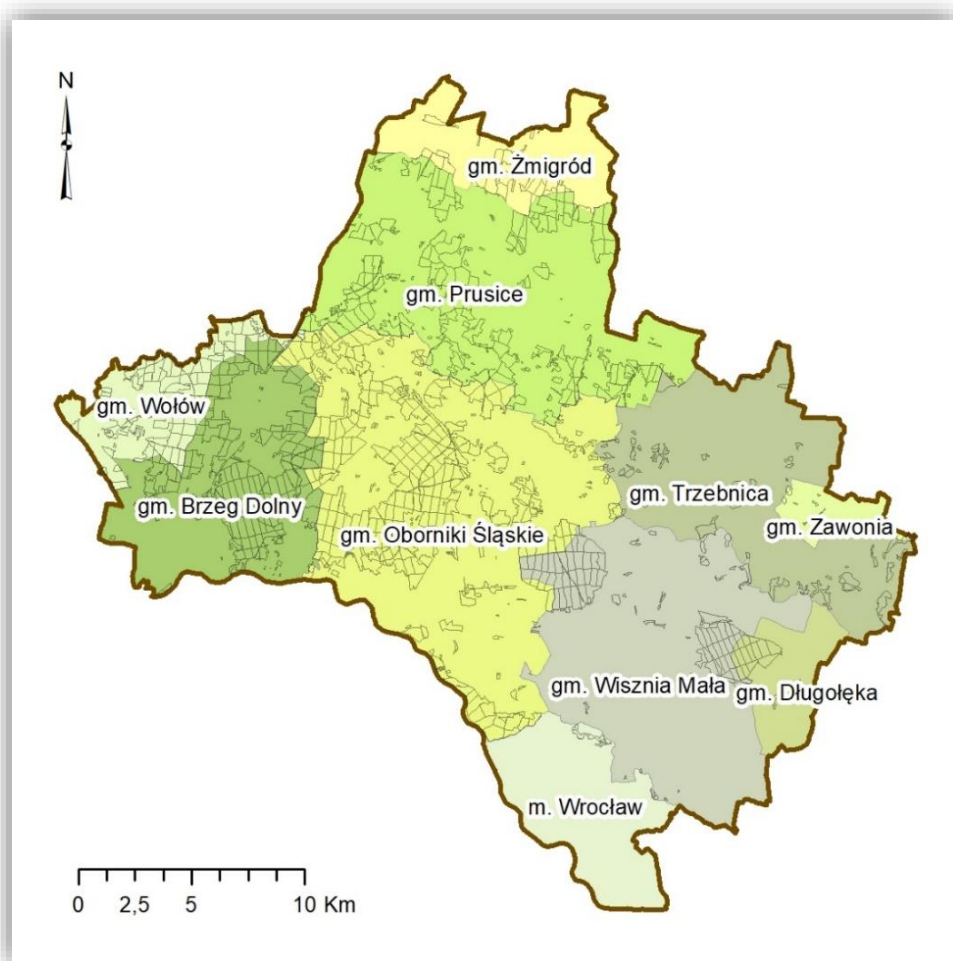 N
gm. Żmigród
gm. Prusice
gm. Wołów
gm. Trzebnica
gm. Brzeg Dolny
gm. Zawonia
gm. Oborniki Śląskie
gm. Wisznia Mała
gm. Długołęka
m. Wrocław
0 2,5 5 10 Km